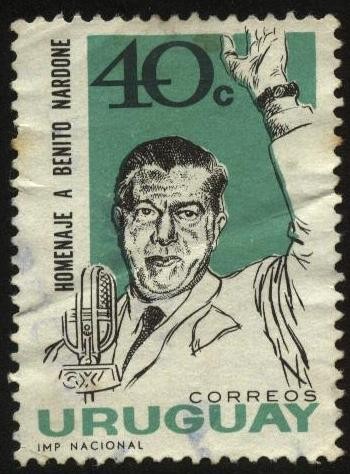 40c
HOMENAJE A BENITO NARDONE
CX
CORREOS
URUGUAY
IMP NACIONAL